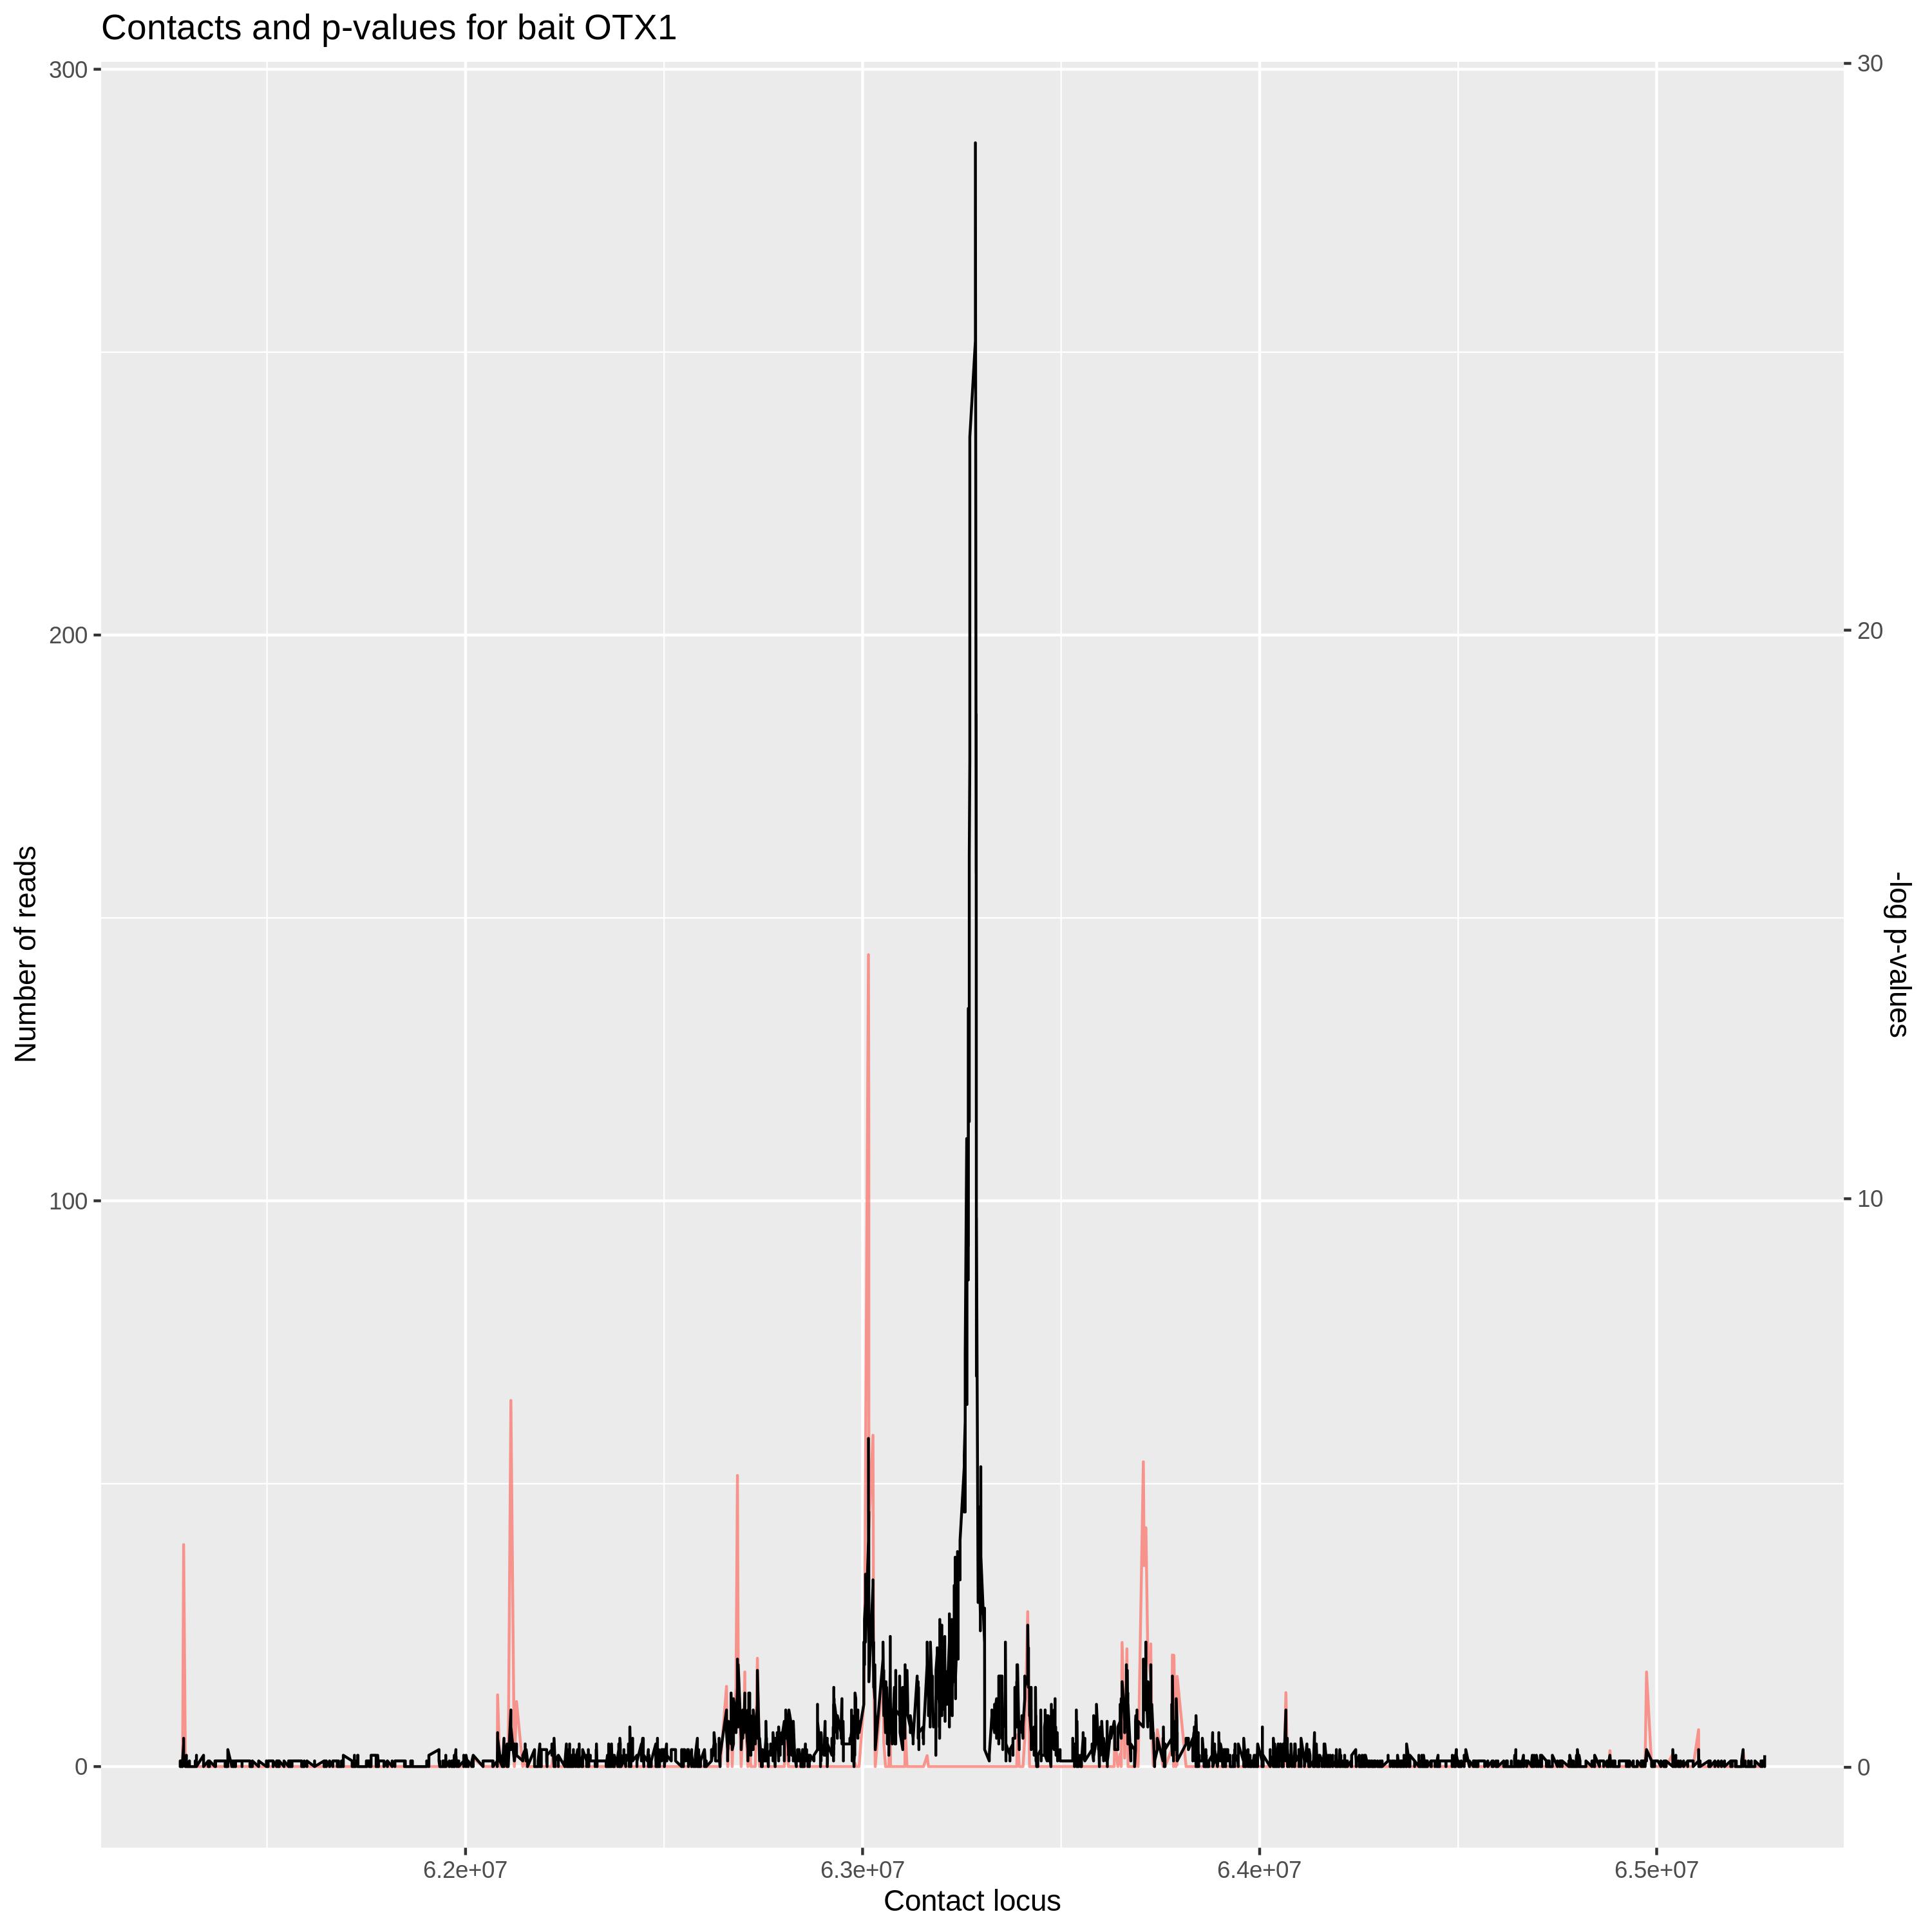 Contacts and p-values for bait OTX1
300
200
100
0
Number of reads
30
20
10
0
-log p-values
6.2e+07
6.3e+07
6.4e+07
6.5e+07
Contact locus